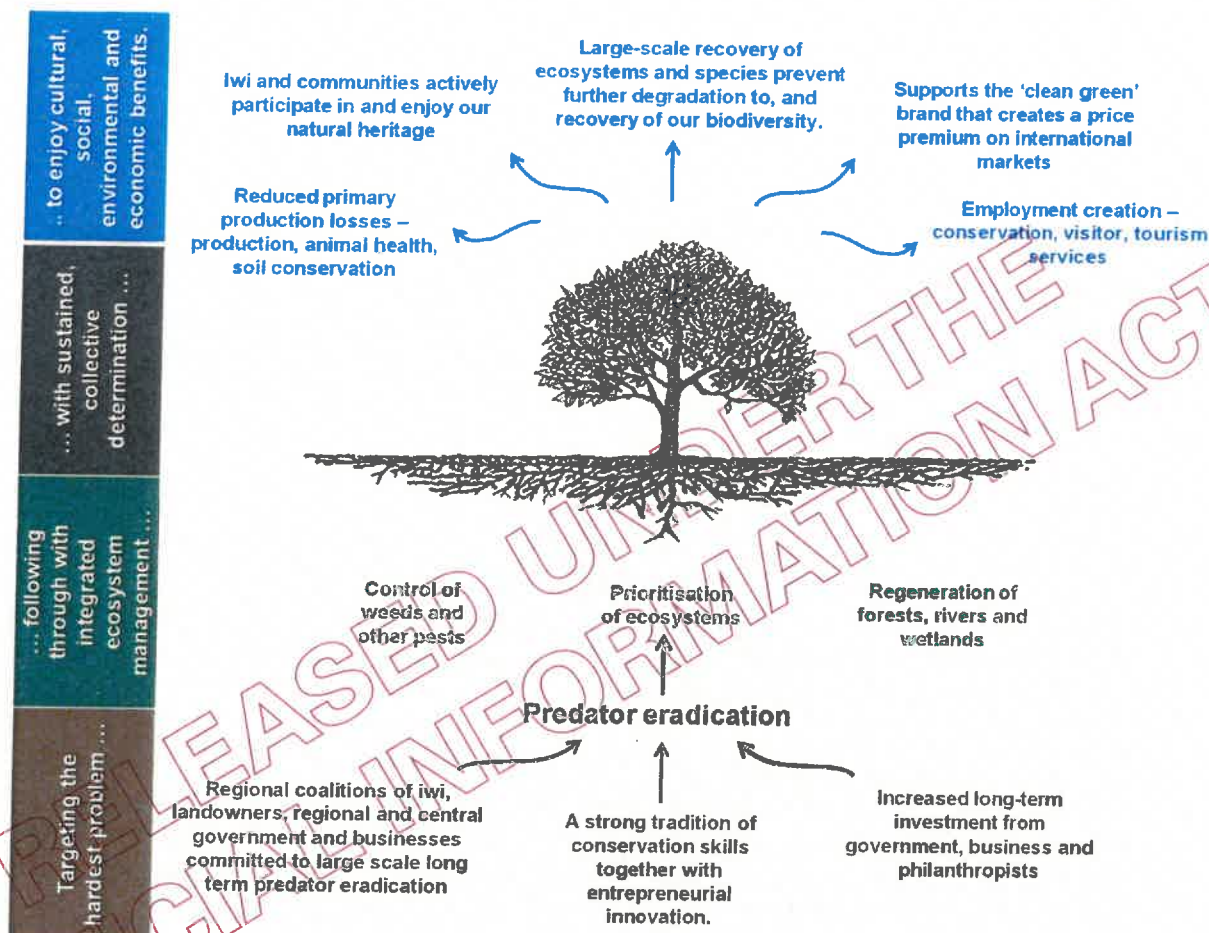 .. to enjoy cultural,
social,
environmental and
economic benefits.
... with sustained,
collective
determination ...
... following
through with
integrated
ecosystem
management ....
Targeting the
hardest problem ...
Iwi and communities actively
participate in and enjoy our
natural heritage
Large-scale recovery of
ecosystems and species prevent
further degradation to, and
recovery of our biodiversity.
Supports the ‘clean green’
brand that creates a price
premium on international
markets
Reduced primary
production losses –
production, animal health,
soil conservation
Employment creation –
conservation, visitor, tourism
services
Control of
weeds and
other pests
Prioritisation
of ecosystems
Regeneration of
forests, rivers and
wetlands
Predator eradication
Regional coalitions of iwi,
landowners, regional and central
government and businesses
committed to large scale long
term predator eradication
A strong tradition of
conservation skills
together with
entrepreneurial
innovation.
Increased long-term
investment from
government, business and
philanthropists
RELEASED UNDER THE
INFORMATION ACT